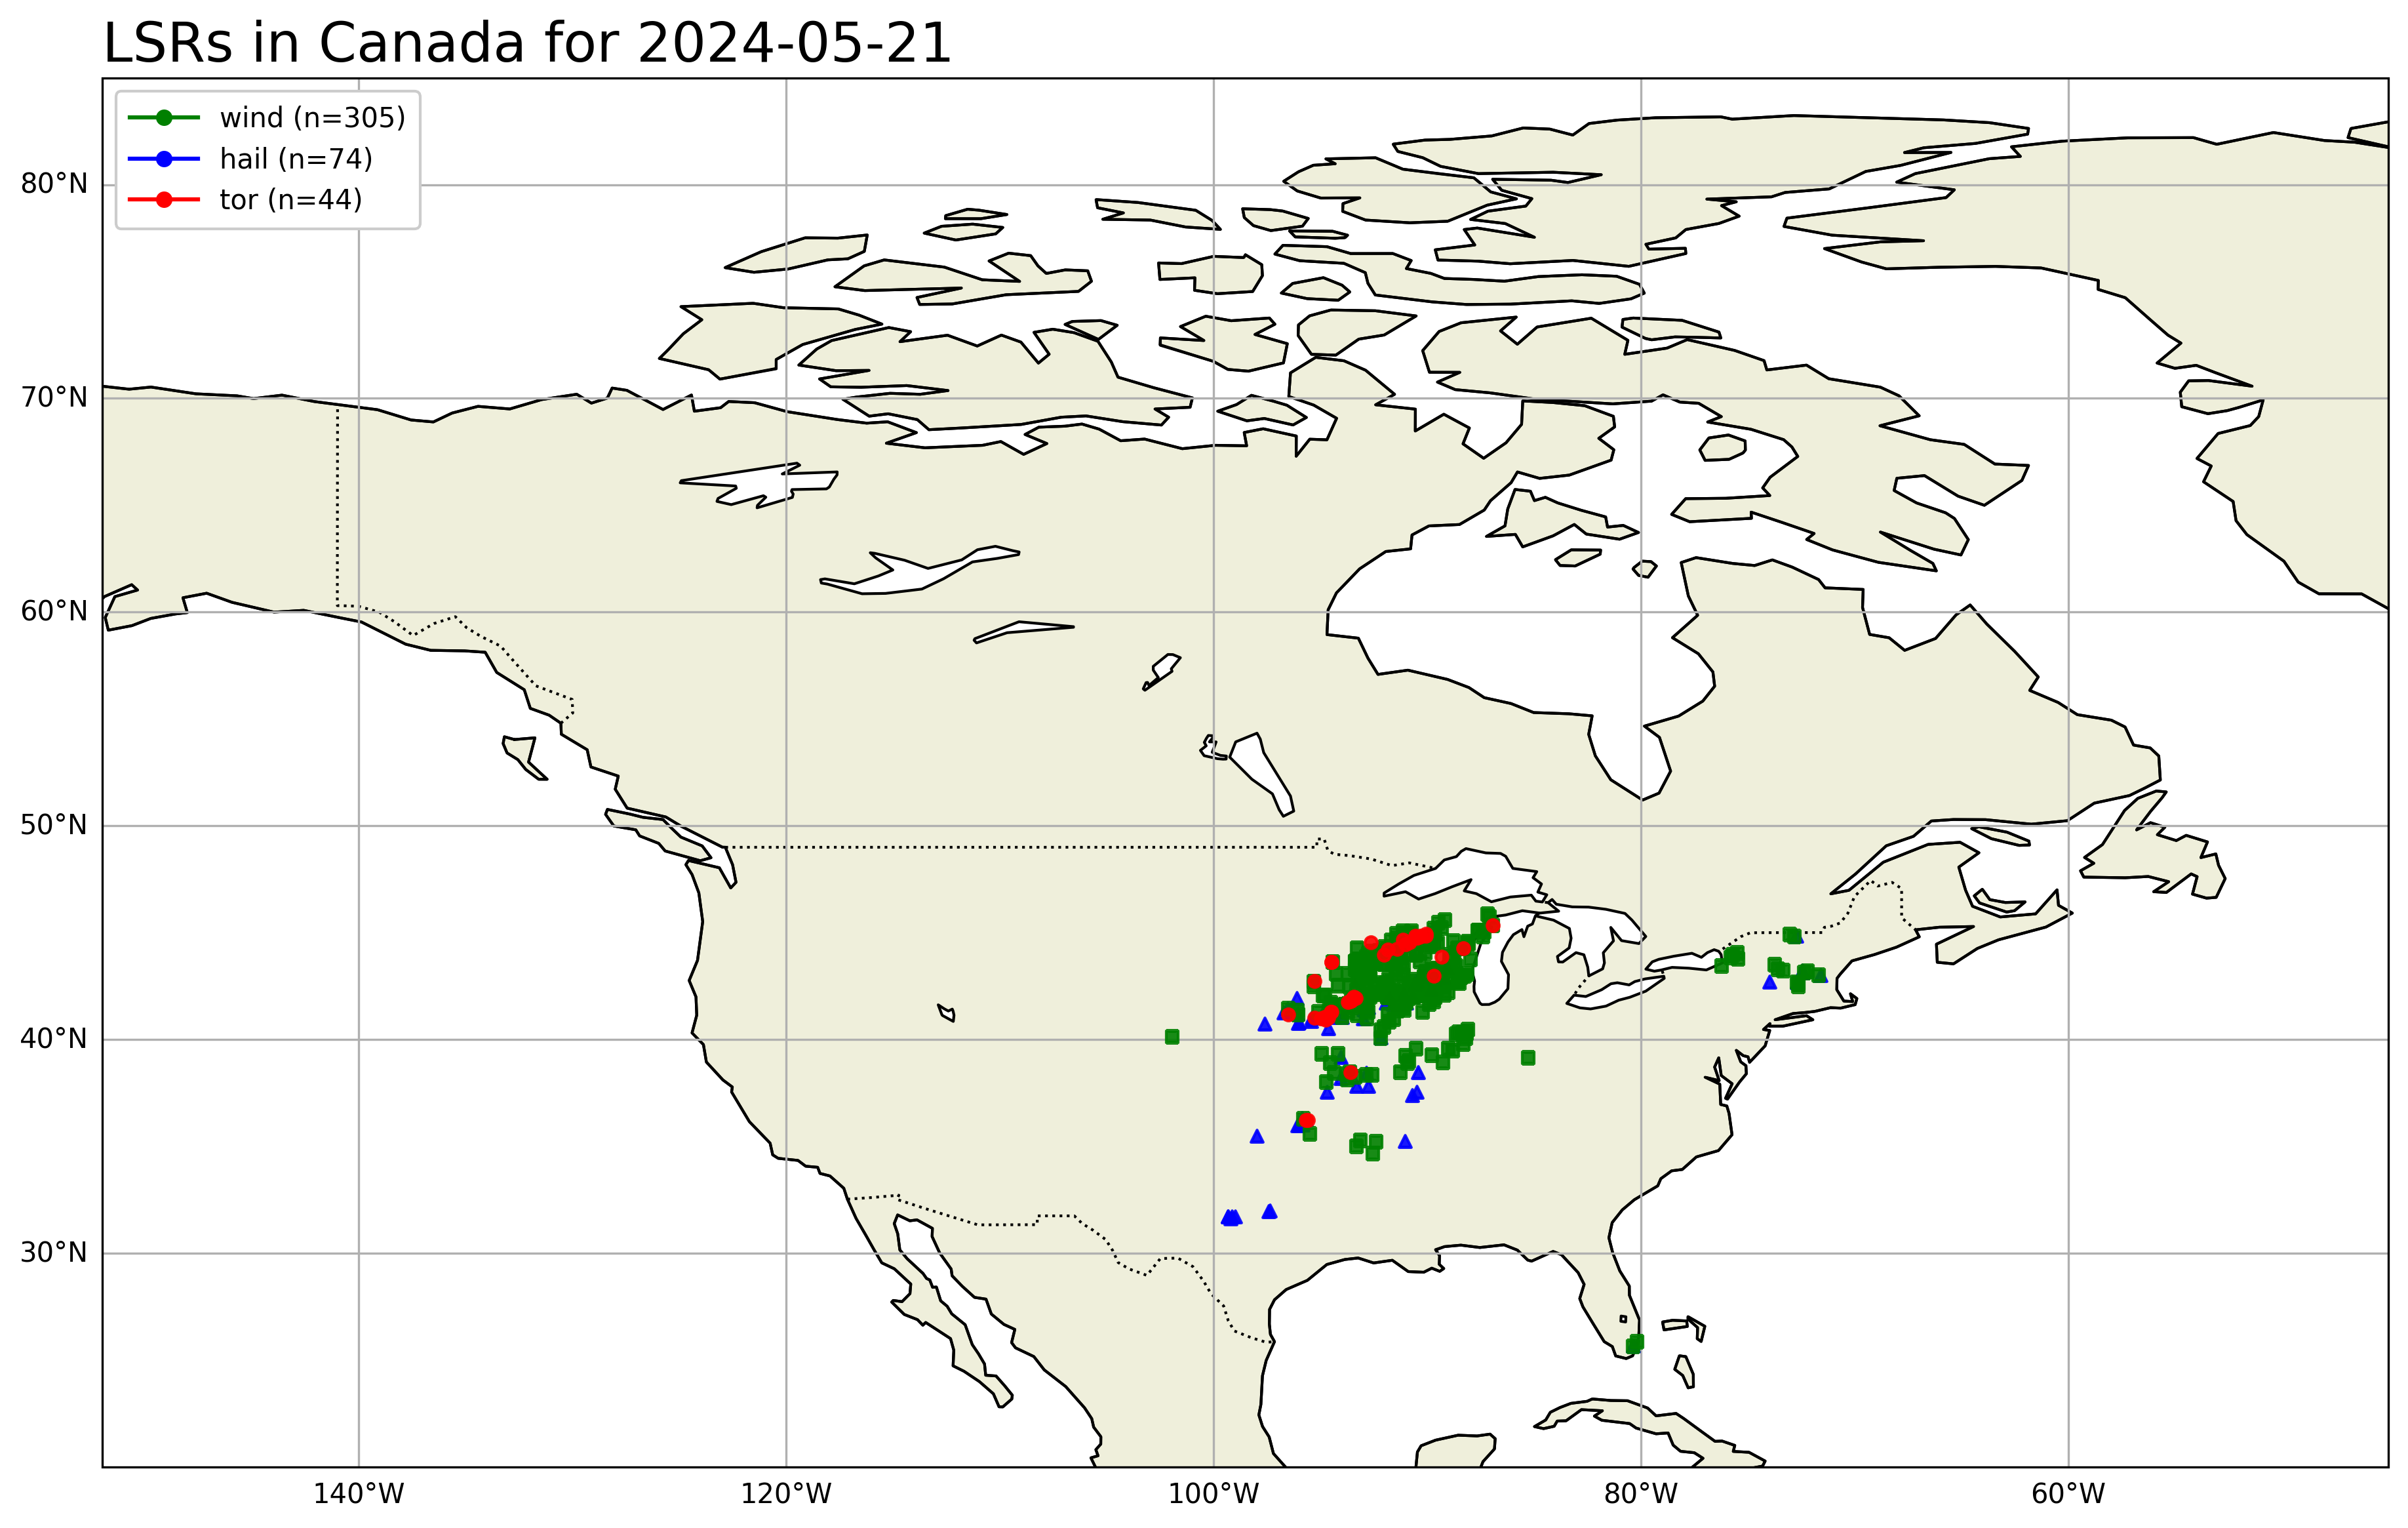 LSRs in Canada for 2024-05-21
wind (n=305)
hail (n=74)
tor (n=44)
80°N
70°N
60°N
50°N
40°N
30°N
140°W
120°W
100°W
80°W
60°W